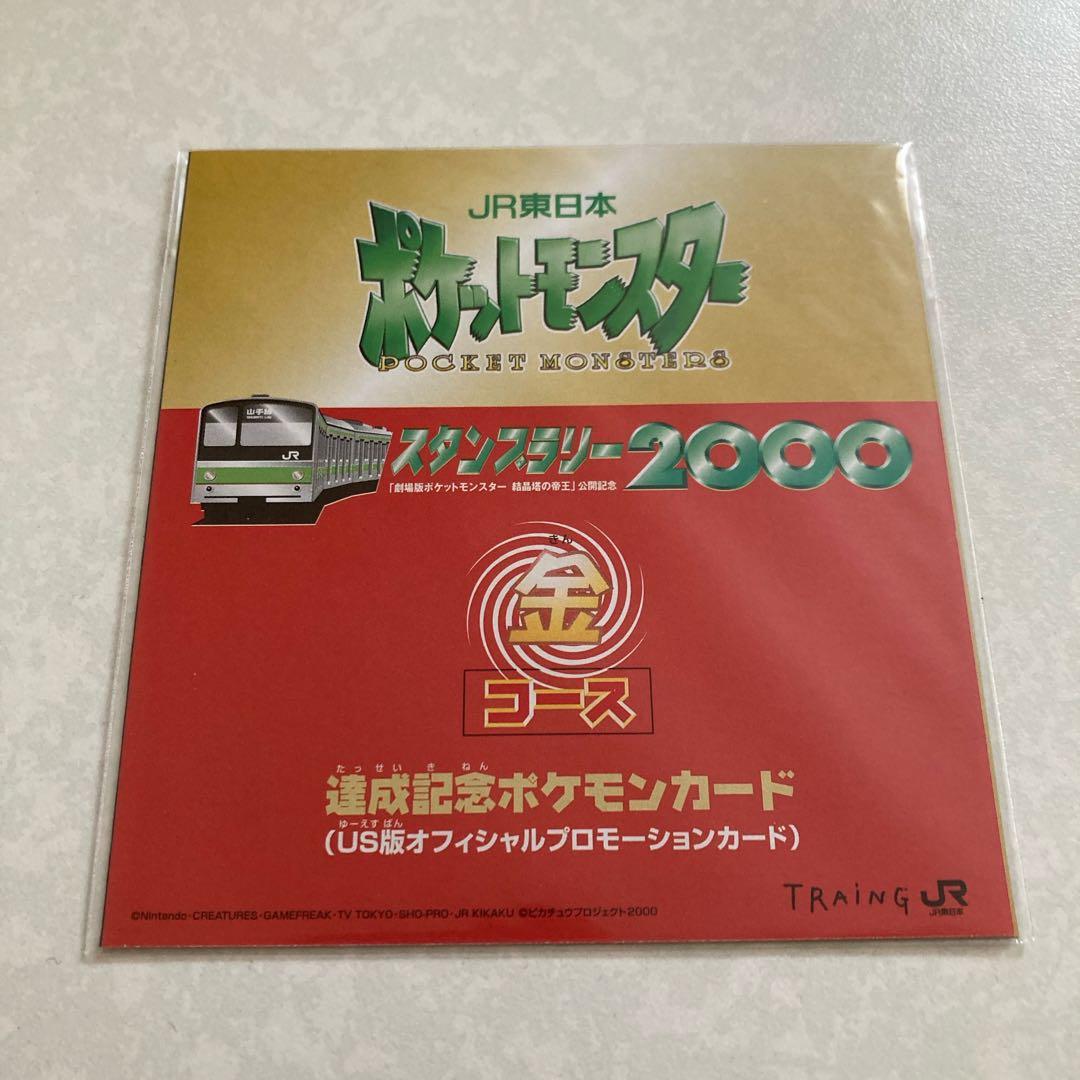 JR東日本
ポケットモンスター
POCKET MONSTERS
山手線
JR
スタンプラリー2000
「劇場版ポケットモンスター 結晶塔の帝王」公開記念
きん
金
コース
たっせい きねん
達成記念ポケモンカード
ゆーえすばん
(US版オフィシャルプロモーションカード)
TRAiNG JR
JR東日本
©Nintendo・CREATURES・GAMEFREAK・TV TOKYO・SHO-PRO・JR KIKAKU ©ピカチュウプロジェクト2000